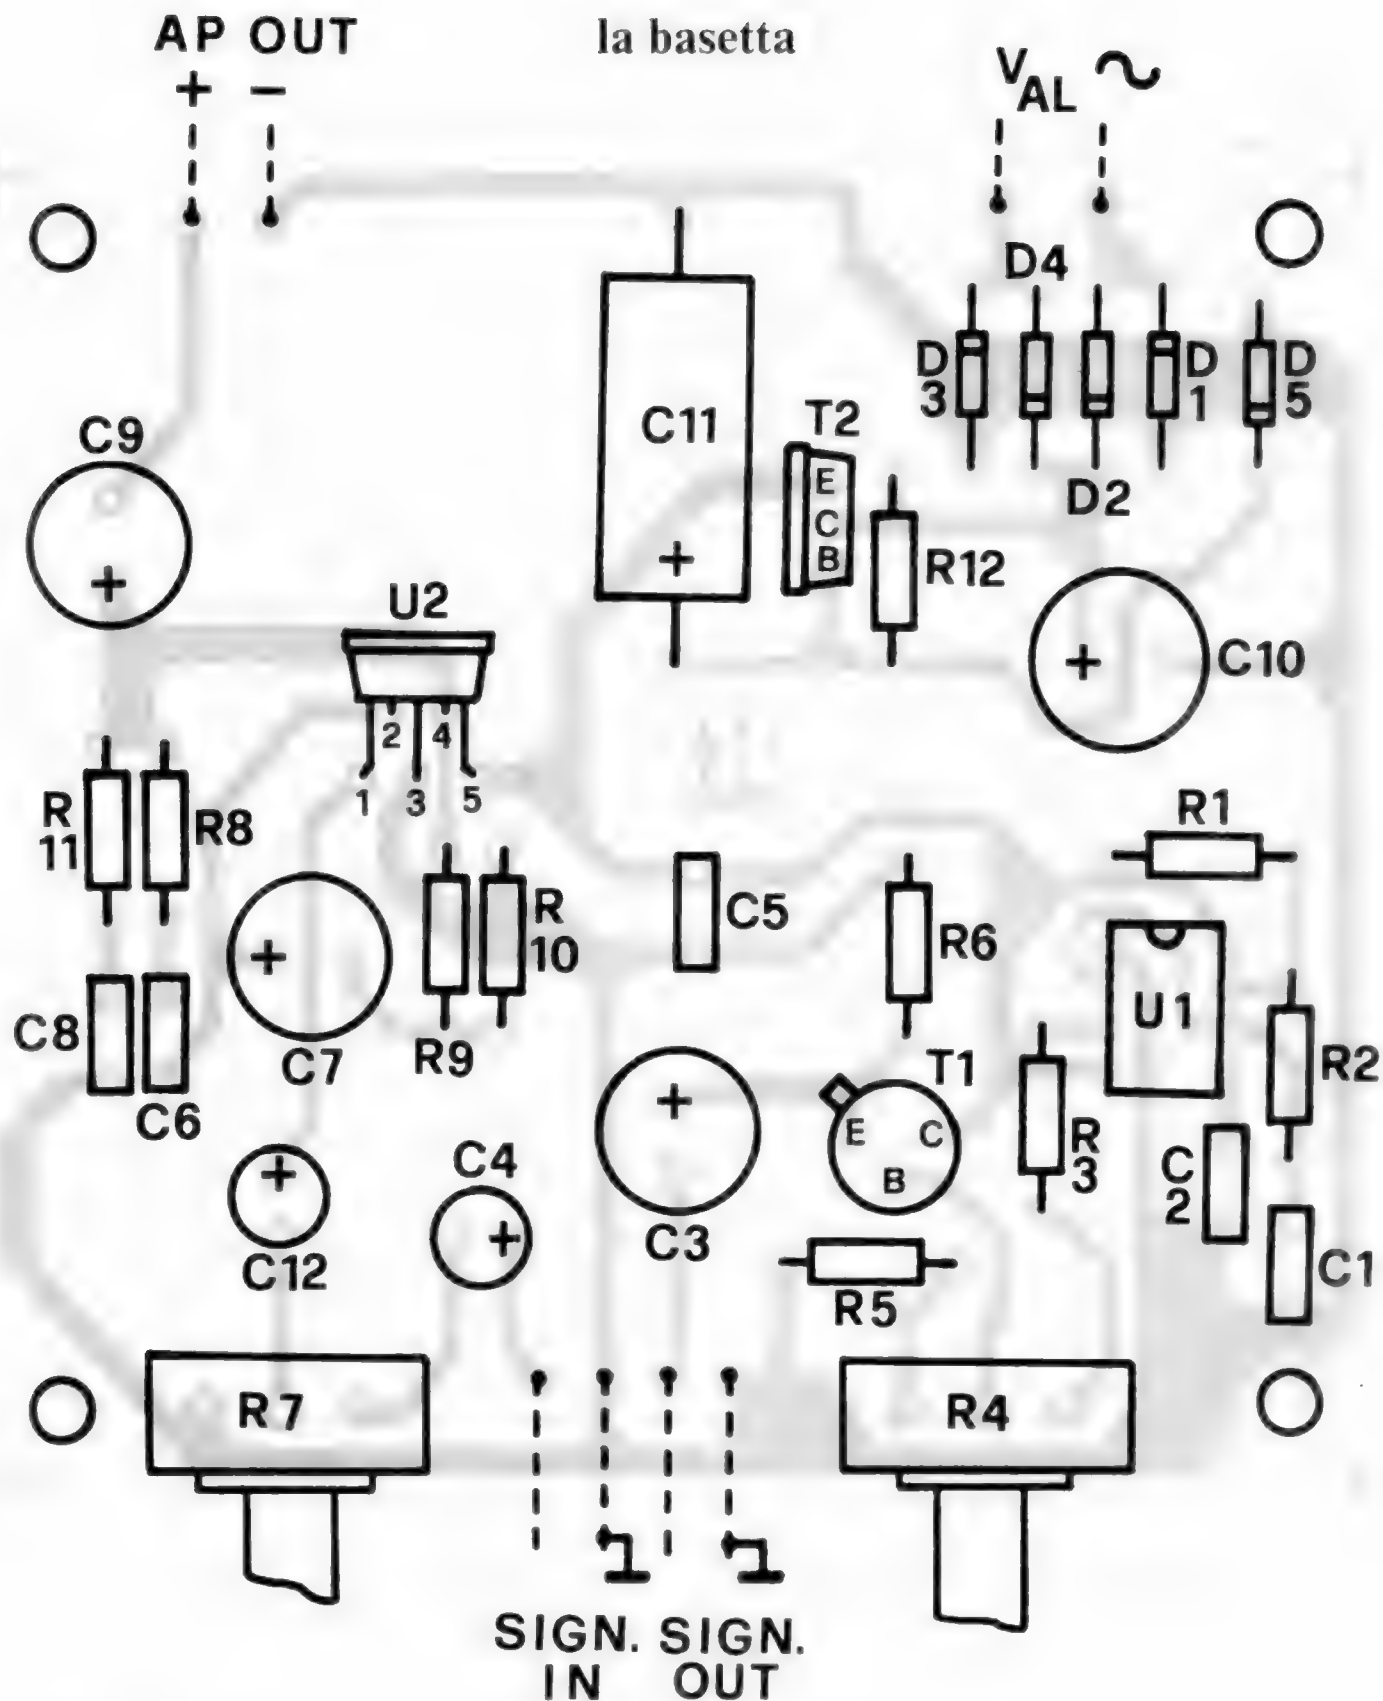 AP OUT
la basetta
V AL ~
+ −
D4
D 3
D 1
D 5
C9
+
C11
+
T2
E
C
B
D2
R12
U2
+
C10
2
4
1
3
5
R 11
R8
R1
+
C7
R 10
R9
C5
R6
U1
R2
C8
C6
+
C3
T1
E
C
B
R 3
C 2
C4
+
+
C12
R5
C1
R7
R4
SIGN. SIGN.
IN OUT